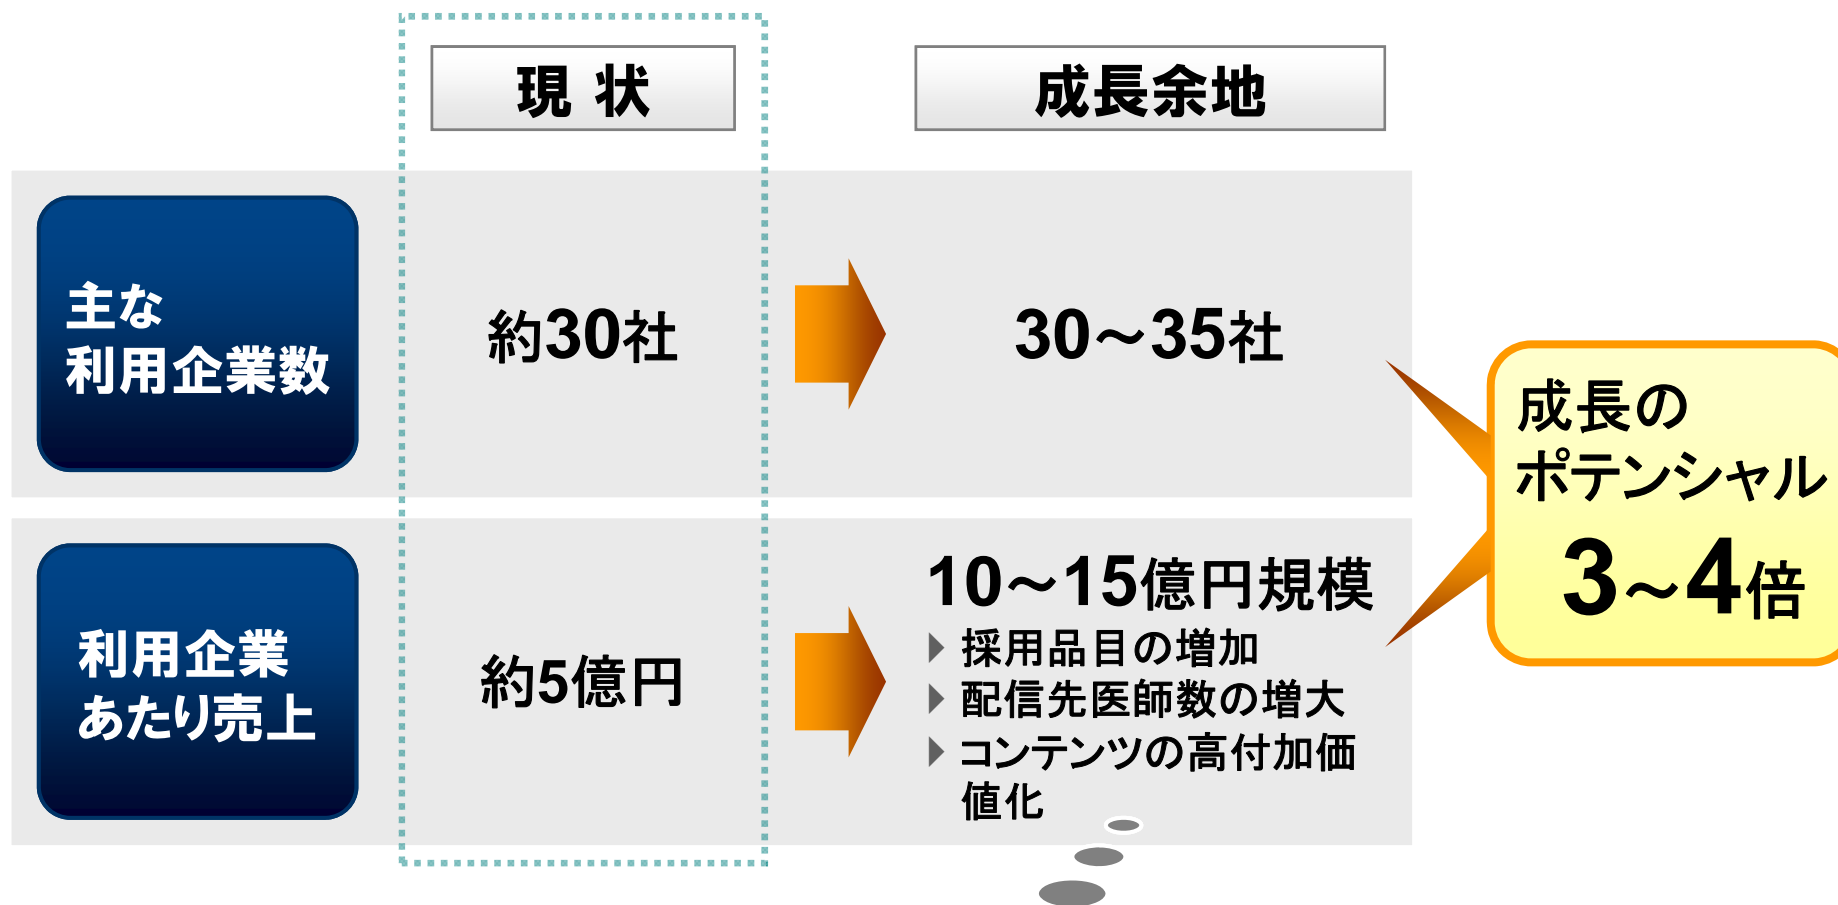 現 状
成長余地
主な
利用企業数
約30社
30～35社
利用企業
あたり売上
約5億円
10～15億円規模
採用品目の増加
配信先医師数の増大
コンテンツの高付加価
値化
成長の
ポテンシャル
3～4倍